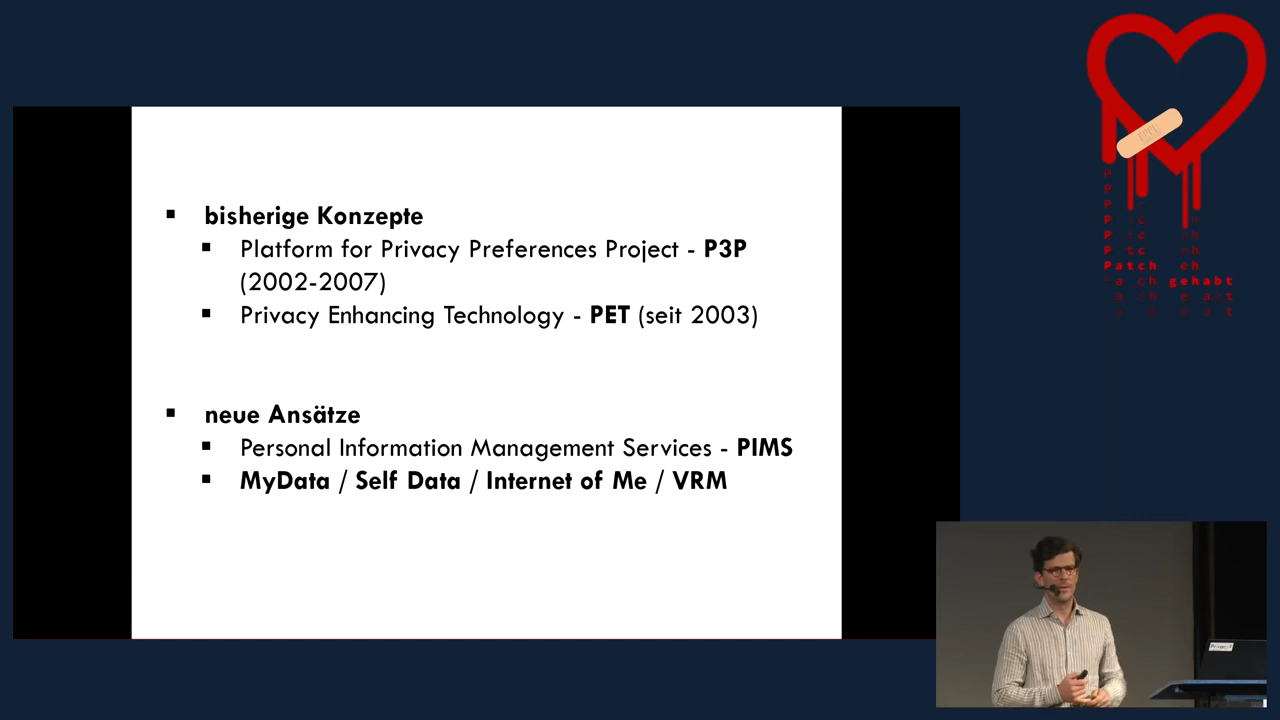 bisherige Konzepte
Platform for Privacy Preferences Project - P3P
(2002-2007)
Privacy Enhancing Technology - PET (seit 2003)
neue Ansätze
Personal Information Management Services - PIMS
MyData / Self Data / Internet of Me / VRM
Patch
gehabt